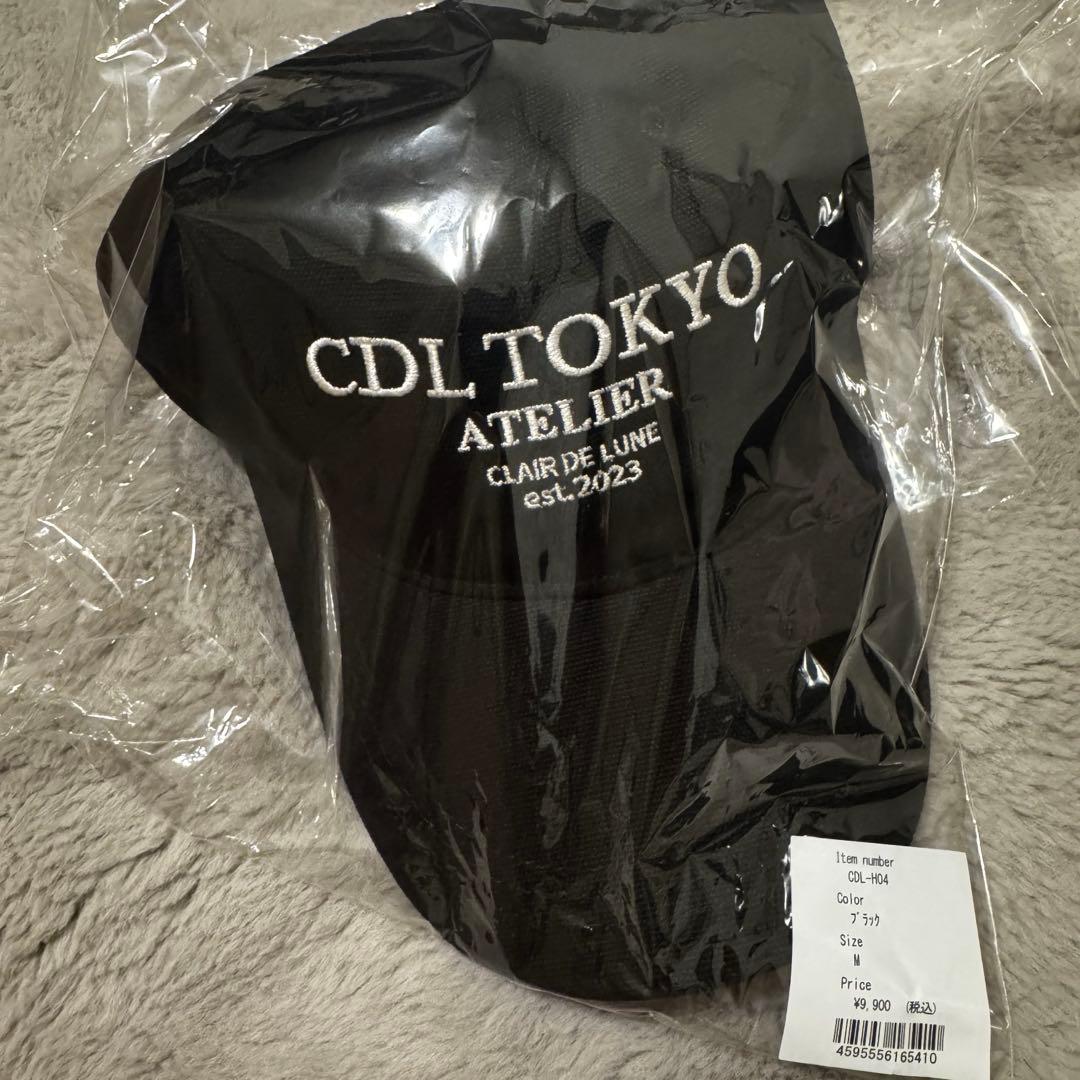 CDL TOKYO
ATELIER
CLAIR DE LUNE
est.2023
Item number
CDL-H04
Color
ブラック
Size
M
Price
¥9,900 (税込)
4595556165410